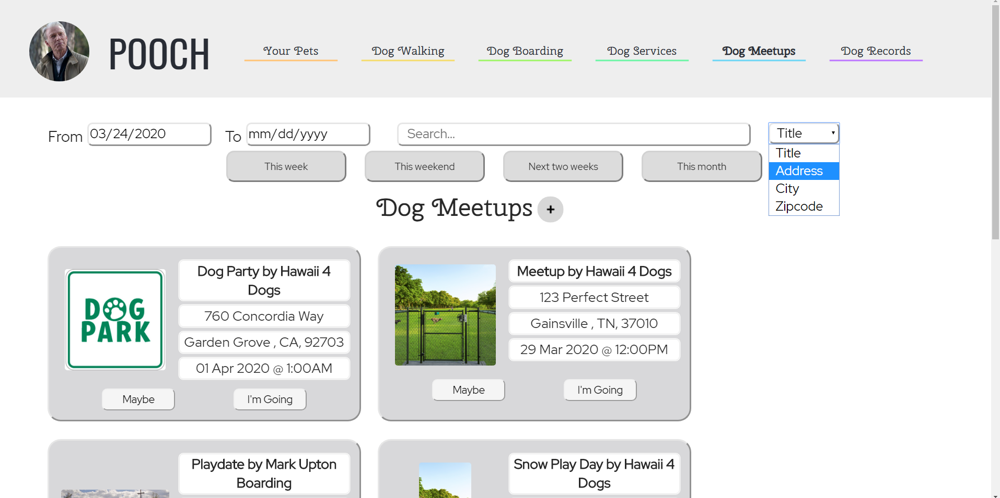 POOCH
Your Pets
Dog Walking
Dog Boarding
Dog Services
Dog Meetups
Dog Records
From 03/24/2020
To mm/dd/yyyy
Search...
Title
Title
Address
City
Zipcode
This week
This weekend
Next two weeks
This month
Dog Meetups +
DOG
PARK
Dog Party by Hawaii 4
Dogs
760 Concordia Way
Garden Grove , CA, 92703
01 Apr 2020 @ 1:00AM
Maybe
I'm Going
Meetup by Hawaii 4 Dogs
123 Perfect Street
Gainsville , TN, 37010
29 Mar 2020 @ 12:00PM
Maybe
I'm Going
Playdate by Mark Upton
Boarding
Snow Play Day by Hawaii 4
Dogs